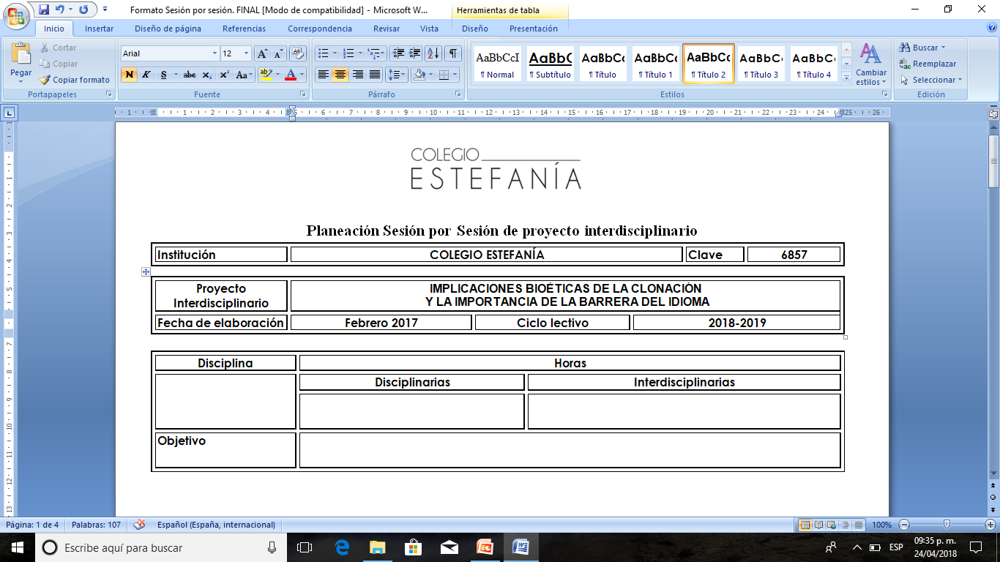 Formato Sesión por sesión. FINAL [Modo de compatibilidad] - Microsoft W...
Herramientas de tabla
Inicio
Insertar
Diseño de página
Referencias
Correspondencia
Revisar
Vista
Diseño
Presentación
Pegar
Cortar
Copiar
Copiar formato
Portapapeles
Arial
12
Fuente
Párrafo
AaBbCcI
¶ Normal
AaBbC
¶ Subtítulo
AaBbCc
¶ Título
AaBbCc
¶ Título 1
AaBbCc
¶ Título 2
AaBbCc
¶ Título 3
AaBbCc
¶ Título 4
Cambiar estilos
Estilos
Buscar
Reemplazar
Seleccionar
Edición
COLEGIO
ESTEFANÍA
Planeación Sesión por Sesión de proyecto interdisciplinario
Institución
COLEGIO ESTEFANÍA
Clave
6857
Proyecto
Interdisciplinario
IMPLICACIONES BIOÉTICAS DE LA CLONACIÓN
Y LA IMPORTANCIA DE LA BARRERA DEL IDIOMA
Fecha de elaboración
Febrero 2017
Ciclo lectivo
2018-2019
Disciplina
Horas
Disciplinarias
Interdisciplinarias
Objetivo
Página: 1 de 4
Palabras: 107
Español (España, internacional)
100%
Escribe aquí para buscar
ESP
09:35 p. m.
24/04/2018